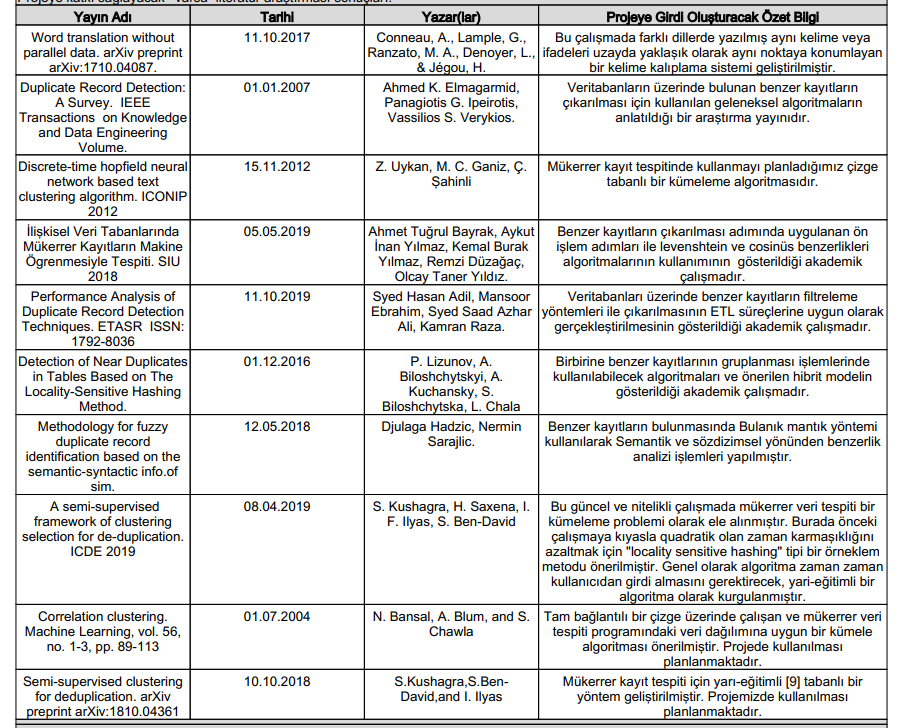 Projeye katkı sağlayacak varsa literatür araştırması sonuçları.
Yayın Adı Tarihi Yazar(lar) Projeye Girdi Oluşturacak Özet Bilgi
Word translation without
parallel data. arXiv preprint
arXiv:1710.04087.
11.10.2017
Conneau, A., Lample, G.,
Ranzato, M. A., Denoyer, L.,
& Jégou, H.
Bu çalışmada farklı dillerde yazılmış aynı kelime veya
ifadeleri uzayda yaklaşık olarak aynı noktaya konumlayan
bir kelime kalıplama sistemi geliştirilmiştir.
Duplicate Record Detection:
A Survey. IEEE
Transactions on Knowledge
and Data Engineering
Volume.
01.01.2007
Ahmed K. Elmagarmid,
Panagiotis G. Ipeirotis,
Vassilios S. Verykios.
Veritabanların üzerinde bulunan benzer kayıtların
çıkarılması için kullanılan geleneksel algoritmaların
anlatıldığı bir araştırma yayınıdır.
Discrete-time hopfield neural
network based text
clustering algorithm. ICONIP
2012
15.11.2012
Z. Uykan, M. C. Ganiz, Ç.
Şahinli
Mükerrer kayıt tespitinde kullanmayı planladığımız çizge
tabanlı bir kümeleme algoritmasıdır.
İlişkisel Veri Tabanlarında
Mükerrer Kayıtların Makine
Ögrenmesiyle Tespiti. SIU
2018
05.05.2019
Ahmet Tuğrul Bayrak, Aykut
İnan Yılmaz, Kemal Burak
Yılmaz, Remzi Düzağaç,
Olcay Taner Yıldız.
Benzer kayıtların çıkarılması adımında uygulanan ön
işlem adımları ile levenshtein ve cosinüs benzerlikleri
algoritmalarının kullanımının gösterildiği akademik
çalışmadır.
Performance Analysis of
Duplicate Record Detection
Techniques. ETASR ISSN:
1792-8036
11.10.2019
Syed Hasan Adil, Mansoor
Ebrahim, Syed Saad Azhar
Ali, Kamran Raza.
Veritabanları üzerinde benzer kayıtların filtreleme
yöntemleri ile çıkarılmasının ETL süreçlerine uygun olarak
gerçekleştirilmesinin gösterildiği akademik çalışmadır.
Detection of Near Duplicates
in Tables Based on The
Locality-Sensitive Hashing
Method.
01.12.2016
P. Lizunov, A.
Biloshchytskyi, A.
Kuchansky, S.
Biloshchytska, L. Chala
Birbirine benzer kayıtlarının gruplanması işlemlerinde
kullanılabilecek algoritmaları ve önerilen hibrit modelin
gösterildiği akademik çalışmadır.
Methodology for fuzzy
duplicate record
identification based on the
semantic-syntactic info.of
sim.
12.05.2018
Djulaga Hadzic, Nermin
Sarajlic.
Benzer kayıtların bulunmasında Bulanık mantık yöntemi
kullanılarak Semantik ve sözdizimsel yönünden benzerlik
analizi işlemleri yapılmıştır.
A semi-supervised
framework of clustering
selection for de-duplication.
ICDE 2019
08.04.2019
S. Kushagra, H. Saxena, I.
F. Ilyas, S. Ben-David
Bu güncel ve nitelikli çalışmada mükerrer veri tespiti bir
kümeleme problemi olarak ele alınmıştır. Burada önceki
çalışmaya kıyasla quadratik olan zaman karmaşıklığını
azaltmak için "locality sensitive hashing" tipi bir örneklem
metodu önerilmiştir. Genel olarak algoritma zaman zaman
kullanıcıdan girdi almasını gerektirecek, yari-eğitimli bir
algoritma olarak kurgulanmıştır.
Correlation clustering.
Machine Learning, vol. 56,
no. 1-3, pp. 89-113
01.07.2004
N. Bansal, A. Blum, and S.
Chawla
Tam bağlantılı bir çizge üzerinde çalışan ve mükerrer veri
tespiti programındaki veri dağılımına uygun bir kümele
algoritması önerilmiştir. Projede kullanılması
planlanmaktadır.
Semi-supervised clustering
for deduplication. arXiv
preprint arXiv:1810.04361
10.10.2018
S.Kushagra,S.Ben-
David,and I. Ilyas
Mükerrer kayıt tespiti için yarı-eğitimli [9] tabanlı bir
yöntem geliştirilmiştir. Projemizde kullanılması
planlanmaktadır.